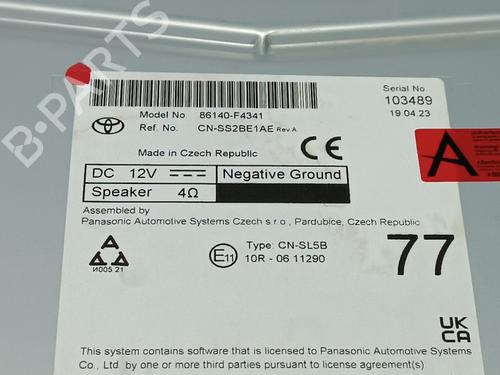 B-PARTS
Serial No
Model No 86140-F4341 103489
Ref. No. CN-SS2BE1AE Rev.A 19.04.23
Made in Czech Republic CE
DC 12V Negative Ground
Speaker 4Ω
Assembled by
Panasonic Automotive Systems Czech s.r.o., Pardubice, Czech Republic
A
Type: CN-SL5B 77
E11 10R - 06 11290
И005 21
UK
CA
This system contains software that is licensed to Panasonic Automotive Systems
Co., Ltd. by one or more third parties pursuant to license agreement(s)